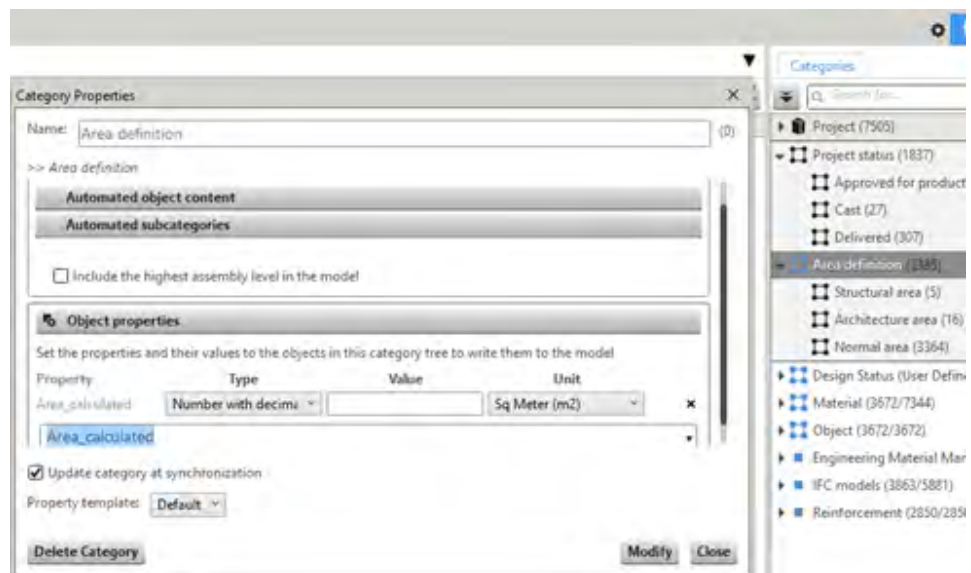 Category Properties
Name: Area definition (0)
>> Area definition
Automated object content
Automated subcategories
Include the highest assembly level in the model
Object properties
Set the properties and their values to the objects in this category tree to write them to the model
Property Type Value Unit
Area_calculated Number with decima Sq Meter (m2)
Area_calculated
Update category at synchronization
Property template: Default
Delete Category Modify Close
Categories
Search
Project (7505)
Project status (1837)
Approved for product
Cast (27)
Delivered (307)
Area definition
Structural area (5)
Architecture area (16)
Normal area (3364)
Design Status (User Define
Material (3672/7344)
Object (3672/3672)
Engineering Material Mar
IFC models (3863/5881)
Reinforcement (2850/2850